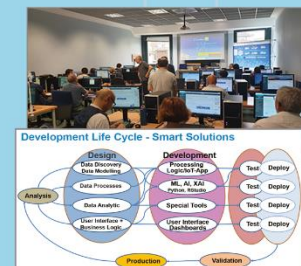 Development Life Cycle - Smart Solutions
Design
Development
Data Discovery
Data Modelling
Processing
Logic/IoT-App
Test
Deploy
Analysis
Data Processes
ML, AI, XAI
Python, RStudio
Test
Deploy
Data Analytic
Special Tools
Test
Deploy
User Interface +
Business Logic
User Interface
Dashboards
Test
Deploy
Production
Validation